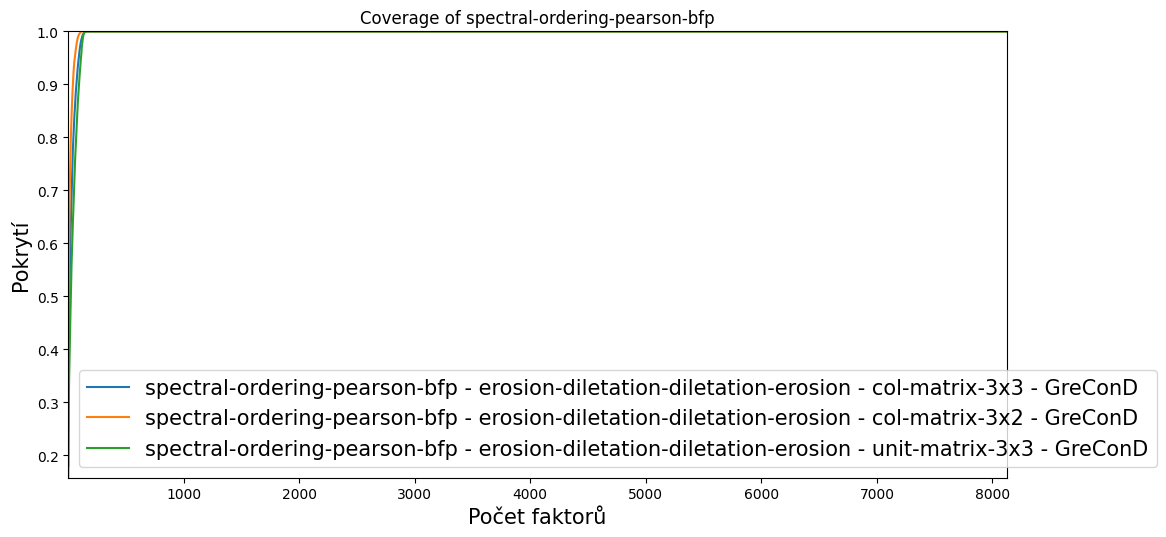 Coverage of spectral-ordering-pearson-bfp
1.0
0.9
0.8
0.7
0.6
0.5
0.4
0.3
0.2
Pokrytí
spectral-ordering-pearson-bfp - erosion-diletation-diletation-erosion - col-matrix-3x3 - GreConD
spectral-ordering-pearson-bfp - erosion-diletation-diletation-erosion - col-matrix-3x2 - GreConD
spectral-ordering-pearson-bfp - erosion-diletation-diletation-erosion - unit-matrix-3x3 - GreConD
1000 2000 3000 4000 5000 6000 7000 8000
Počet faktorů